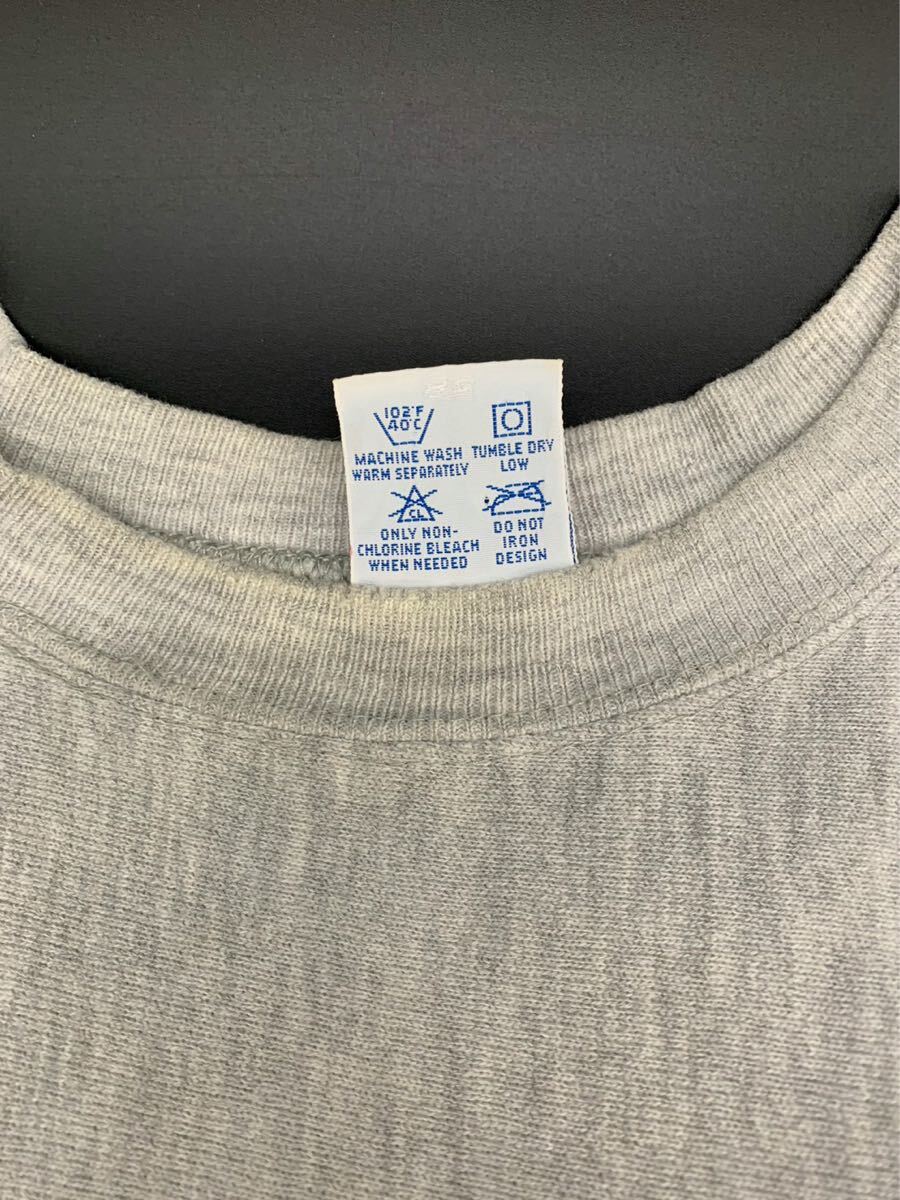 102°F
40°C
MACHINE WASH
WARM SEPARATELY
TUMBLE DRY
LOW
CL
ONLY NON-
CHLORINE BLEACH
WHEN NEEDED
DO NOT
IRON
DESIGN